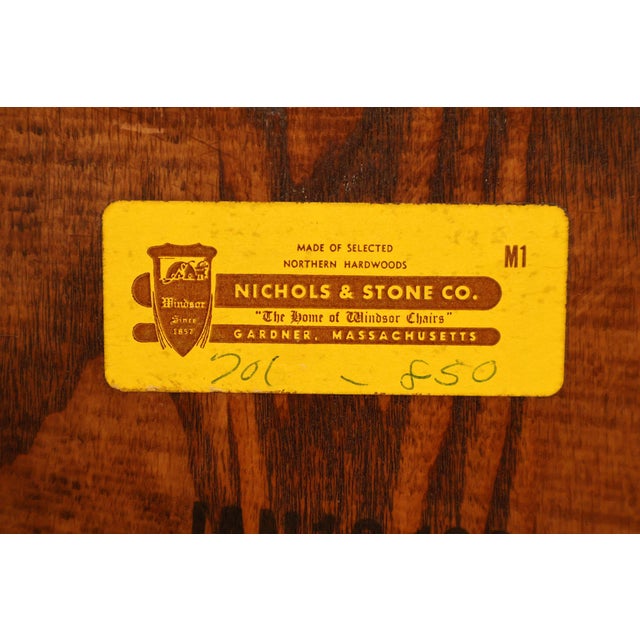 MADE OF SELECTED
NORTHERN HARDWOODS
M1
NICHOLS & STONE CO.
"The Home of Windsor Chairs"
GARDNER, MASSACHUSETTS
Windsor
Since
1857
701 - 850